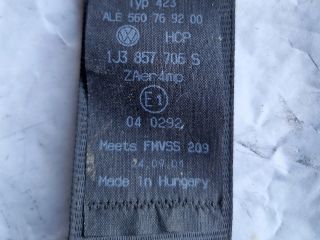 Typ 423
ALE 560 76 92 00
HCP
1J3 857 706 S
ZAer4mp
E1
04 0292
Meets FMVSS 209
24.09.01
Made in Hungary